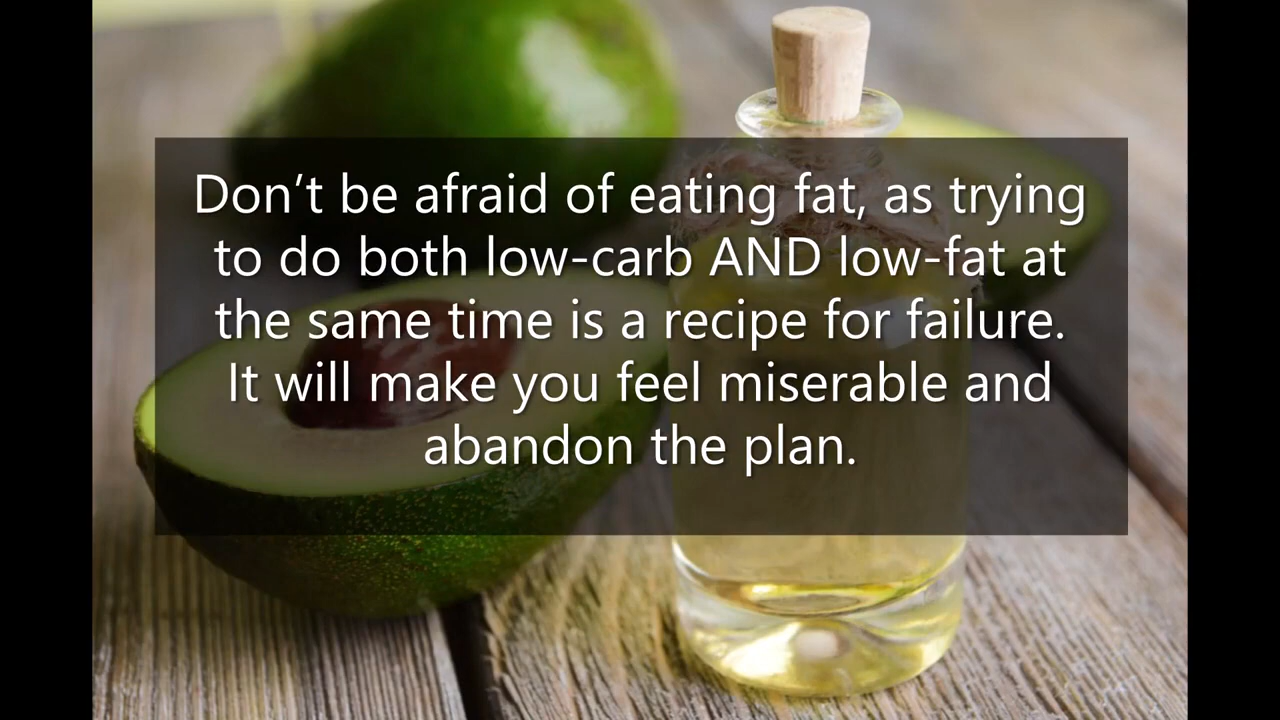 Don’t be afraid of eating fat, as trying
to do both low-carb AND low-fat at
the same time is a recipe for failure.
It will make you feel miserable and
abandon the plan.